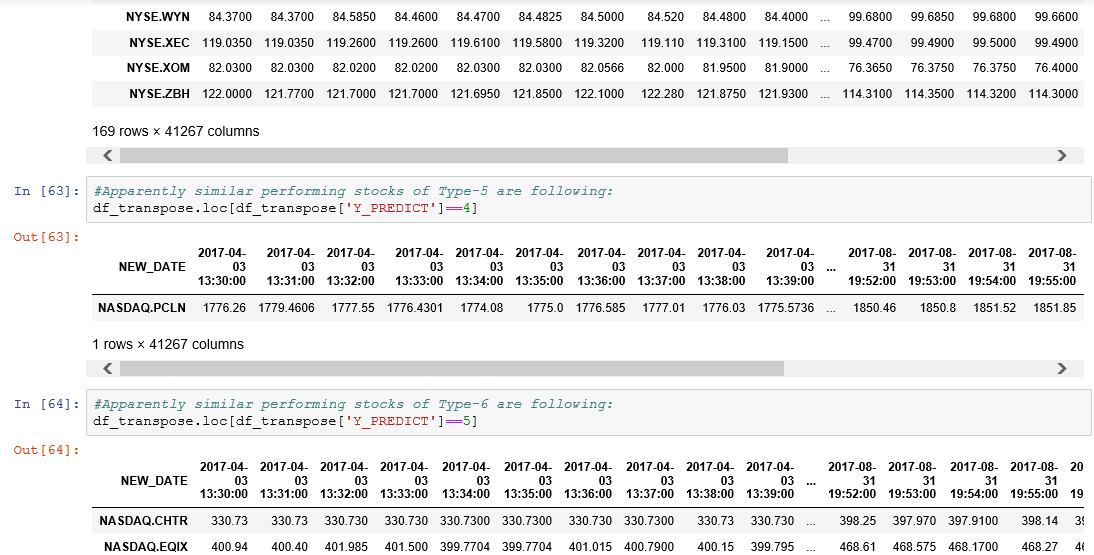 NYSE.WYN 84.3700 84.3700 84.5850 84.4600 84.4700 84.4825 84.5000 84.520 84.4800 84.4000 ... 99.6800 99.6850 99.6800 99.6600
NYSE.XEC 119.0350 119.0350 119.2600 119.2600 119.6100 119.5800 119.3200 119.110 119.3100 119.1500 ... 99.4700 99.4900 99.5000 99.4900
NYSE.XOM 82.0300 82.0300 82.0200 82.0200 82.0300 82.0300 82.0566 82.000 81.9500 81.9000 ... 76.3650 76.3750 76.3750 76.4000
NYSE.ZBH 122.0000 121.7700 121.7000 121.7000 121.6950 121.8500 122.1000 122.280 121.8750 121.9300 ... 114.3100 114.3500 114.3200 114.3000
169 rows × 41267 columns
In [63]: #Apparently similar performing stocks of Type-5 are following:
df_transpose.loc[df_transpose['Y_PREDICT']==4]
Out[63]:
2017-04- 2017-04- 2017-04- 2017-04- 2017-04- 2017-04- 2017-04- 2017-04- 2017-04- 2017-04- 2017-08- 2017-08- 2017-08- 2017-08-
NEW_DATE 03 03 03 03 03 03 03 03 03 03 ... 31 31 31 31
13:30:00 13:31:00 13:32:00 13:33:00 13:34:00 13:35:00 13:36:00 13:37:00 13:38:00 13:39:00 19:52:00 19:53:00 19:54:00 19:55:00
NASDAQ.PCLN 1776.26 1779.4606 1777.55 1776.4301 1774.08 1775.0 1776.585 1777.01 1776.03 1775.5736 ... 1850.46 1850.8 1851.52 1851.85
1 rows × 41267 columns
In [64]: #Apparently similar performing stocks of Type-6 are following:
df_transpose.loc[df_transpose['Y_PREDICT']==5]
Out[64]:
2017-04- 2017-04- 2017-04- 2017-04- 2017-04- 2017-04- 2017-04- 2017-04- 2017-04- 2017-04- 2017-08- 2017-08- 2017-08- 2017-08- 20
NEW_DATE 03 03 03 03 03 03 03 03 03 03 ... 31 31 31 31
13:30:00 13:31:00 13:32:00 13:33:00 13:34:00 13:35:00 13:36:00 13:37:00 13:38:00 13:39:00 19:52:00 19:53:00 19:54:00 19:55:00 19
NASDAQ.CHTR 330.73 330.73 330.730 330.730 330.7300 330.7300 330.730 330.7300 330.73 330.730 ... 398.25 397.970 397.9100 398.14
NASDAQ.EQIX 400.94 400.40 401.985 401.500 399.7704 399.7704 401.015 400.7900 400.15 399.795 ... 468.61 468.575 468.1700 468.27